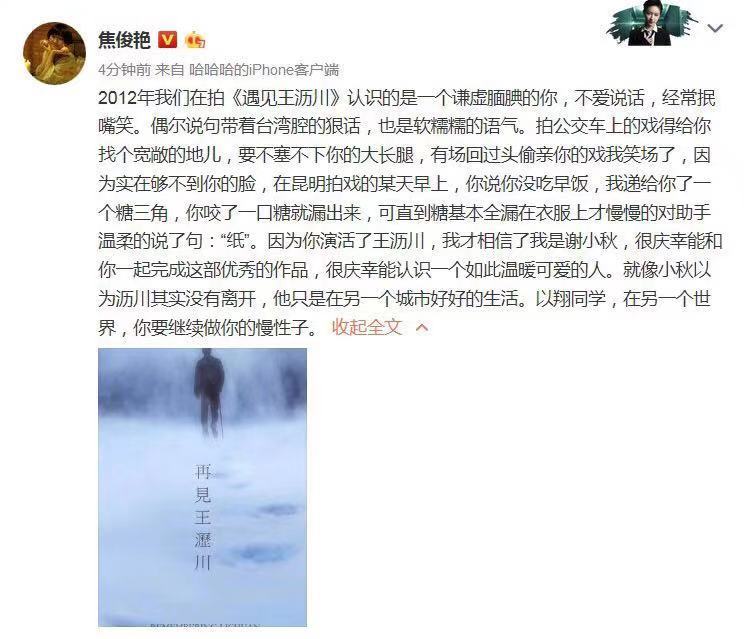 焦俊艳
4分钟前 来自 哈哈哈的iPhone客户端
2012年我们在拍《遇见王沥川》认识的是一个谦虚腼腆的你，不爱说话，经常抿
嘴笑。偶尔说句带着台湾腔的狠话，也是软糯糯的语气。拍公交车上的戏得给你
找个宽敞的地儿，要不塞不下你的大长腿，有场回过头偷亲你的戏我笑场了，因
为实在够不到你的脸，在昆明拍戏的某天早上，你说你没吃早饭，我递给你了一
个糖三角，你咬了一口糖就漏出来，可直到糖基本全漏在衣服上才慢慢的对助手
温柔的说了句：“纸”。因为你演活了王沥川，我才相信了我是谢小秋，很庆幸能和
你一起完成这部优秀的作品，很庆幸能认识一个如此温暖可爱的人。就像小秋以
为沥川其实没有离开，他只是在另一个城市好好的生活。以翔同学，在另一个世
界，你要继续做你的慢性子。 收起全文
再見王瀝川
REMEMBERING LICHUAN